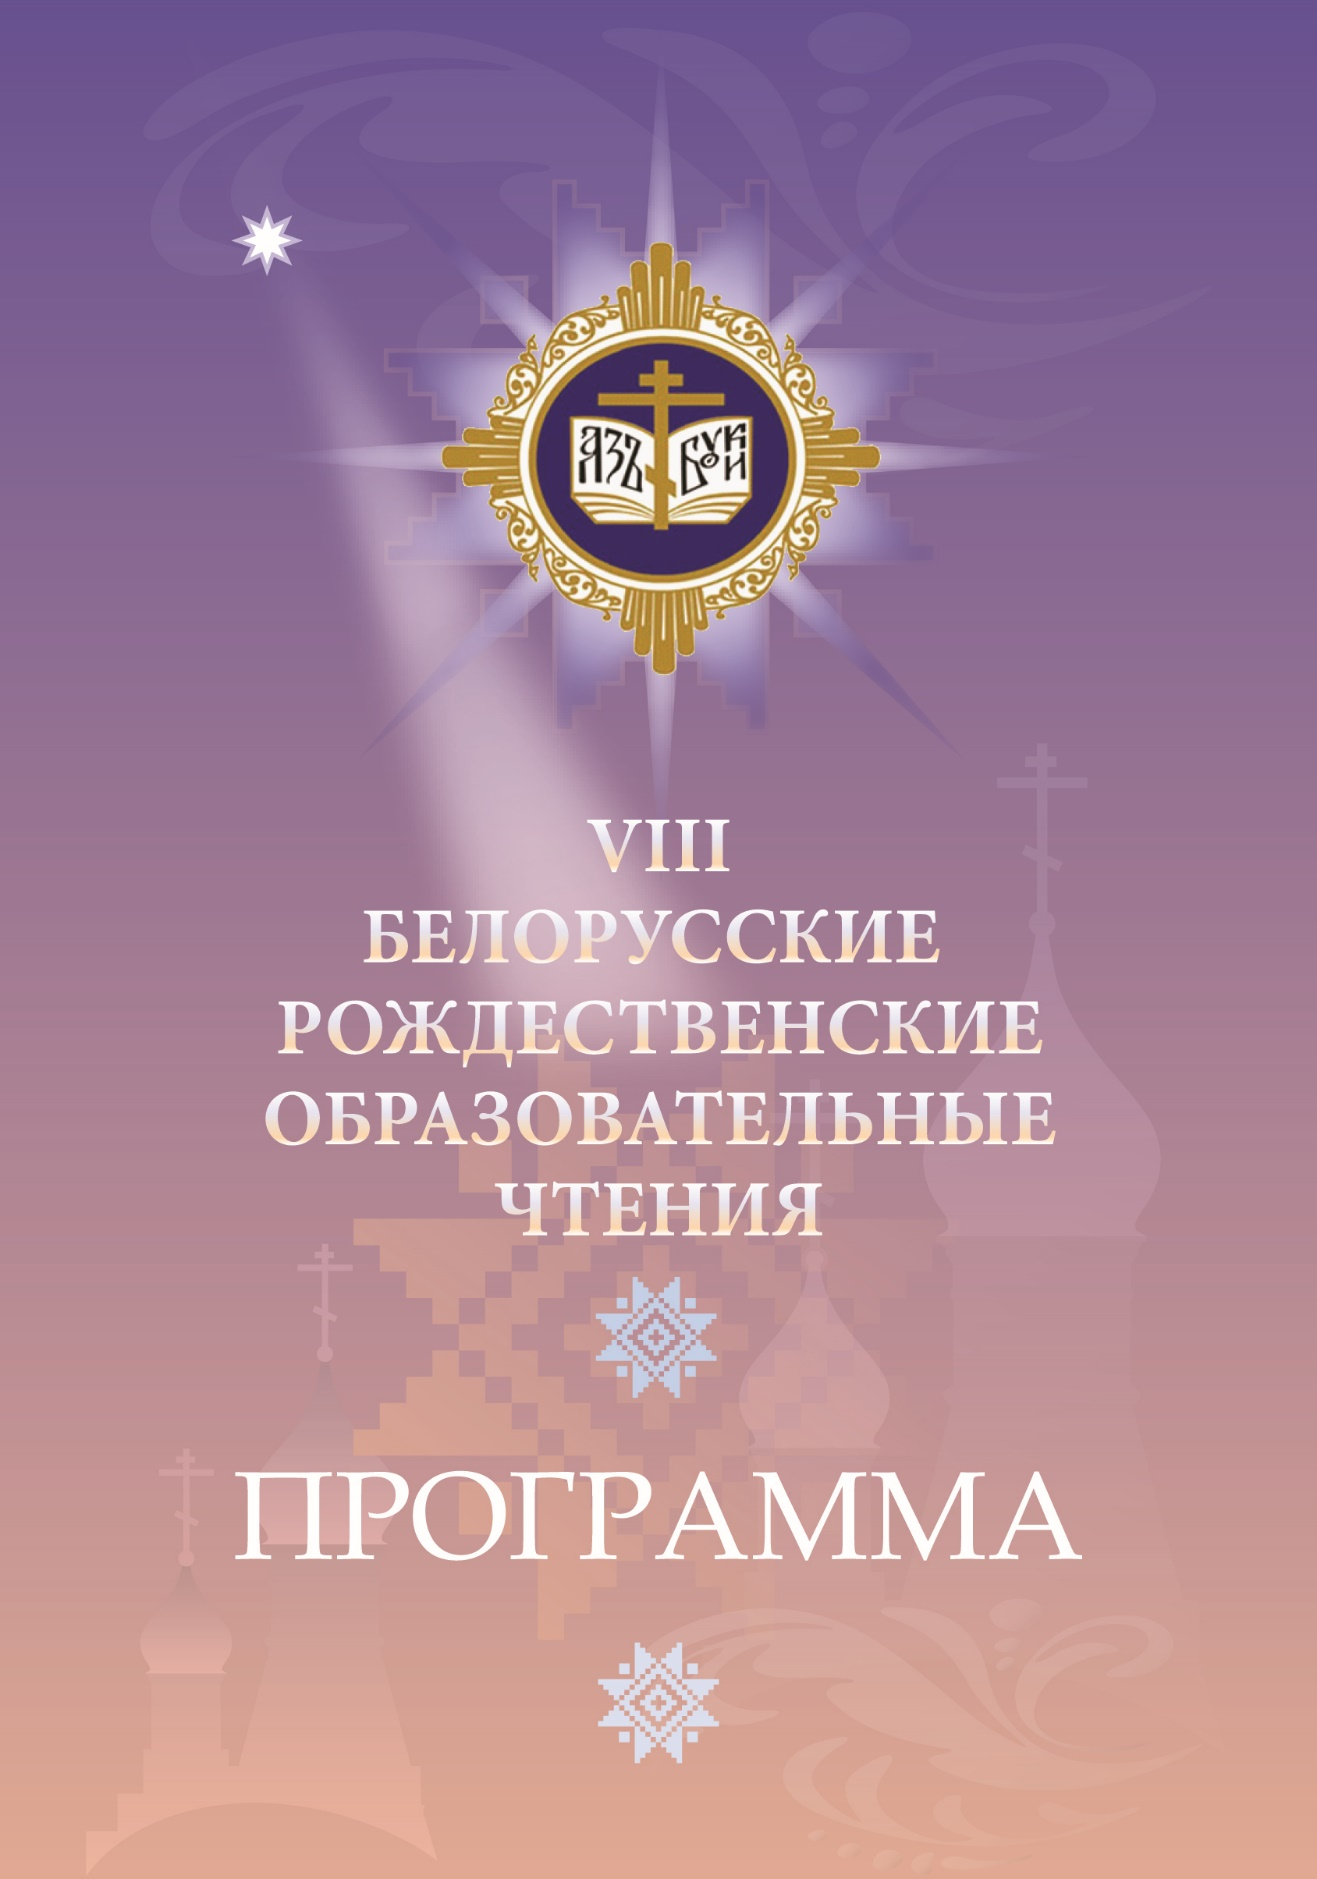 АЗЪ БУКИ
VIII
БЕЛОРУССКИЕ
РОЖДЕСТВЕНСКИЕ
ОБРАЗОВАТЕЛЬНЫЕ
ЧТЕНИЯ
ПРОГРАММА